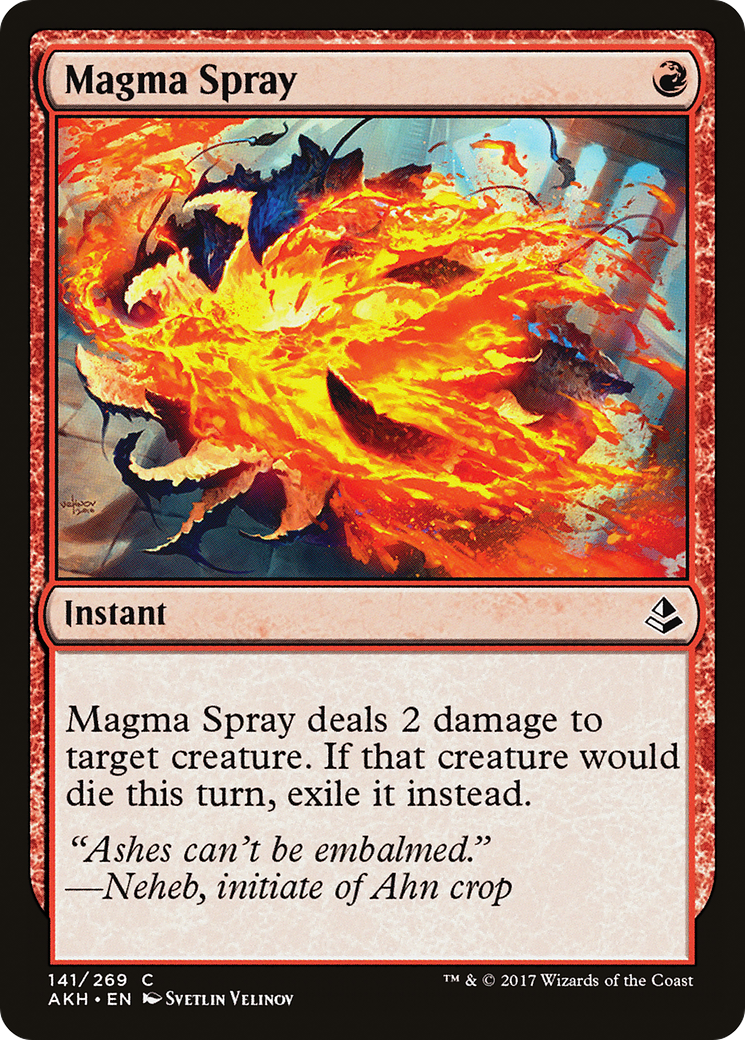 Magma Spray
velinov
2016
Instant
Magma Spray deals 2 damage to
target creature. If that creature would
die this turn, exile it instead.
“Ashes can’t be embalmed.”
—Neheb, initiate of Ahn crop
141/269 C
™ & © 2017 Wizards of the Coast
AKH • EN Svetlin Velinov